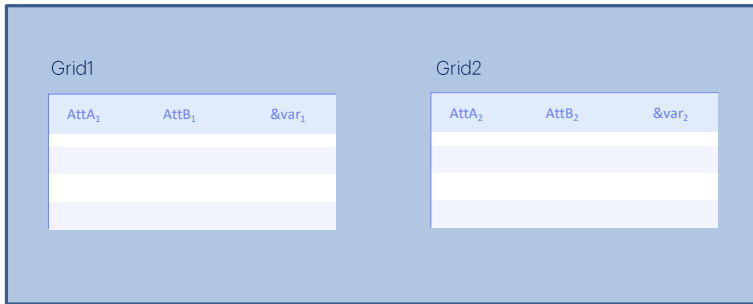 Grid1
AttA₁ AttB₁ &var₁
Grid2
AttA₂ AttB₂ &var₂